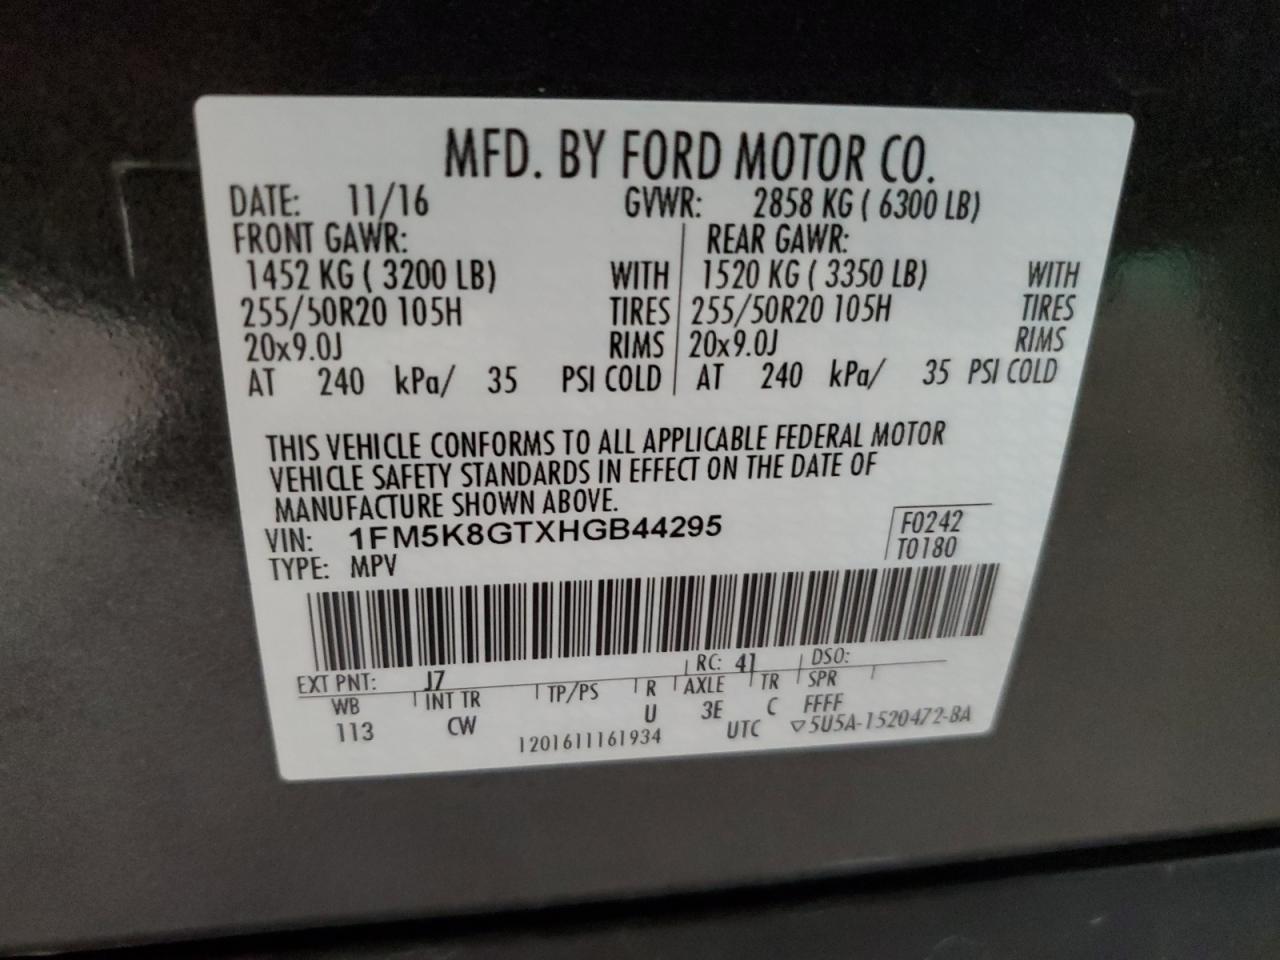 MFD. BY FORD MOTOR CO.
DATE: 11/16 GVWR: 2858 KG ( 6300 LB)
FRONT GAWR: REAR GAWR:
1452 KG ( 3200 LB) WITH 1520 KG ( 3350 LB) WITH
255/50R20 105H TIRES 255/50R20 105H TIRES
20x9.0J RIMS 20x9.0J RIMS
AT 240 kPa/ 35 PSI COLD AT 240 kPa/ 35 PSI COLD
THIS VEHICLE CONFORMS TO ALL APPLICABLE FEDERAL MOTOR
VEHICLE SAFETY STANDARDS IN EFFECT ON THE DATE OF
MANUFACTURE SHOWN ABOVE.
VIN: 1FM5K8GTXHGB44295 F0242
TYPE: MPV T0180
EXT PNT: J7 RC: 41 DSO:
WB INT TR TP/PS R AXLE TR SPR
113 CW U 3E C FFFF
1201611161934 UTC ▽5U5A-1520472-BA